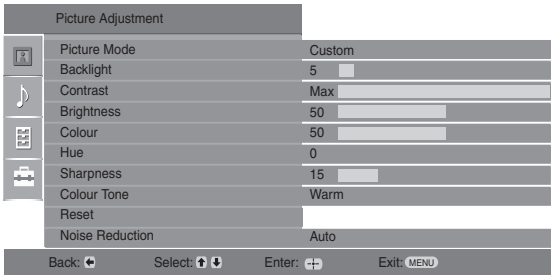 Picture Adjustment
Picture Mode Custom
Backlight 5
Contrast Max
Brightness 50
Colour 50
Hue 0
Sharpness 15
Colour Tone Warm
Reset
Noise Reduction Auto
Back: Select: Enter: Exit: MENU